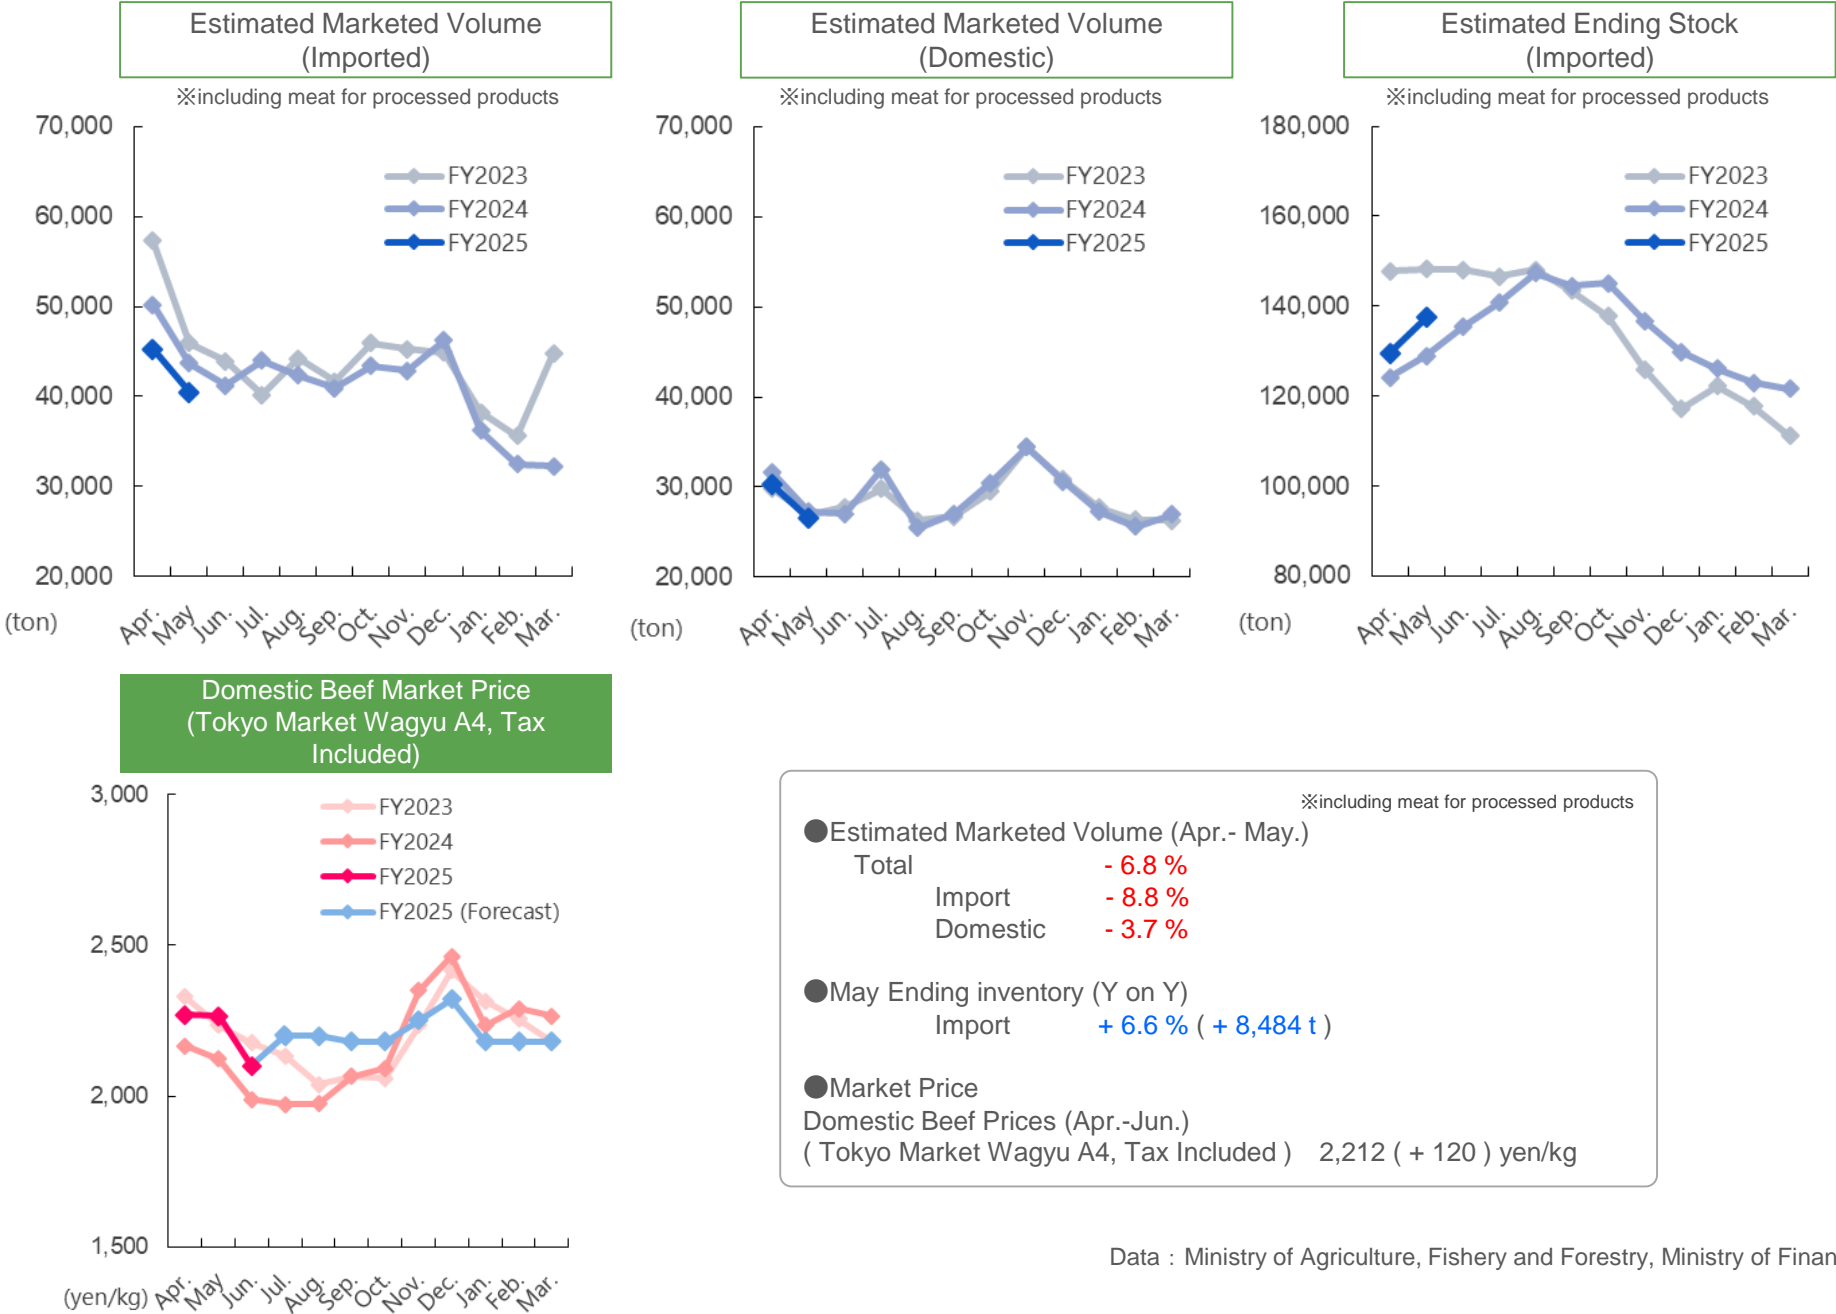 Estimated Marketed Volume
(Imported)
※including meat for processed products
70,000
60,000
50,000
40,000
30,000
20,000
(ton)
FY2023
FY2024
FY2025
Apr. May Jun. Jul. Aug. Sep. Oct. Nov. Dec. Jan. Feb. Mar.
Estimated Marketed Volume
(Domestic)
※including meat for processed products
70,000
60,000
50,000
40,000
30,000
20,000
(ton)
FY2023
FY2024
FY2025
Apr. May Jun. Jul. Aug. Sep. Oct. Nov. Dec. Jan. Feb. Mar.
Estimated Ending Stock
(Imported)
※including meat for processed products
180,000
160,000
140,000
120,000
100,000
80,000
(ton)
FY2023
FY2024
FY2025
Apr. May Jun. Jul. Aug. Sep. Oct. Nov. Dec. Jan. Feb. Mar.
Domestic Beef Market Price
(Tokyo Market Wagyu A4, Tax
Included)
3,000
2,500
2,000
1,500
(yen/kg)
FY2023
FY2024
FY2025
FY2025 (Forecast)
Apr. May Jun. Jul. Aug. Sep. Oct. Nov. Dec. Jan. Feb. Mar.
※including meat for processed products
●Estimated Marketed Volume (Apr.- May.)
Total - 6.8 %
Import - 8.8 %
Domestic - 3.7 %
●May Ending inventory (Y on Y)
Import + 6.6 % ( + 8,484 t )
●Market Price
Domestic Beef Prices (Apr.-Jun.)
( Tokyo Market Wagyu A4, Tax Included ) 2,212 ( + 120 ) yen/kg
Data : Ministry of Agriculture, Fishery and Forestry, Ministry of Finan